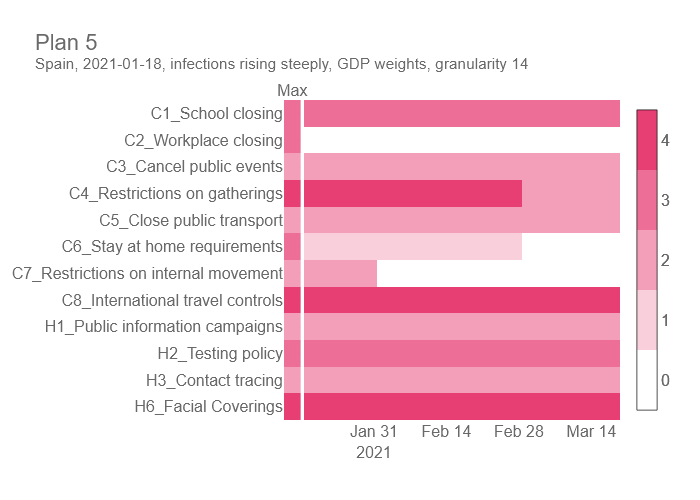 Plan 5
Spain, 2021-01-18, infections rising steeply, GDP weights, granularity 14
Max
C1_School closing
C2_Workplace closing
C3_Cancel public events
C4_Restrictions on gatherings
C5_Close public transport
C6_Stay at home requirements
C7_Restrictions on internal movement
C8_International travel controls
H1_Public information campaigns
H2_Testing policy
H3_Contact tracing
H6_Facial Coverings
Jan 31 Feb 14 Feb 28 Mar 14
2021
4
3
2
1
0